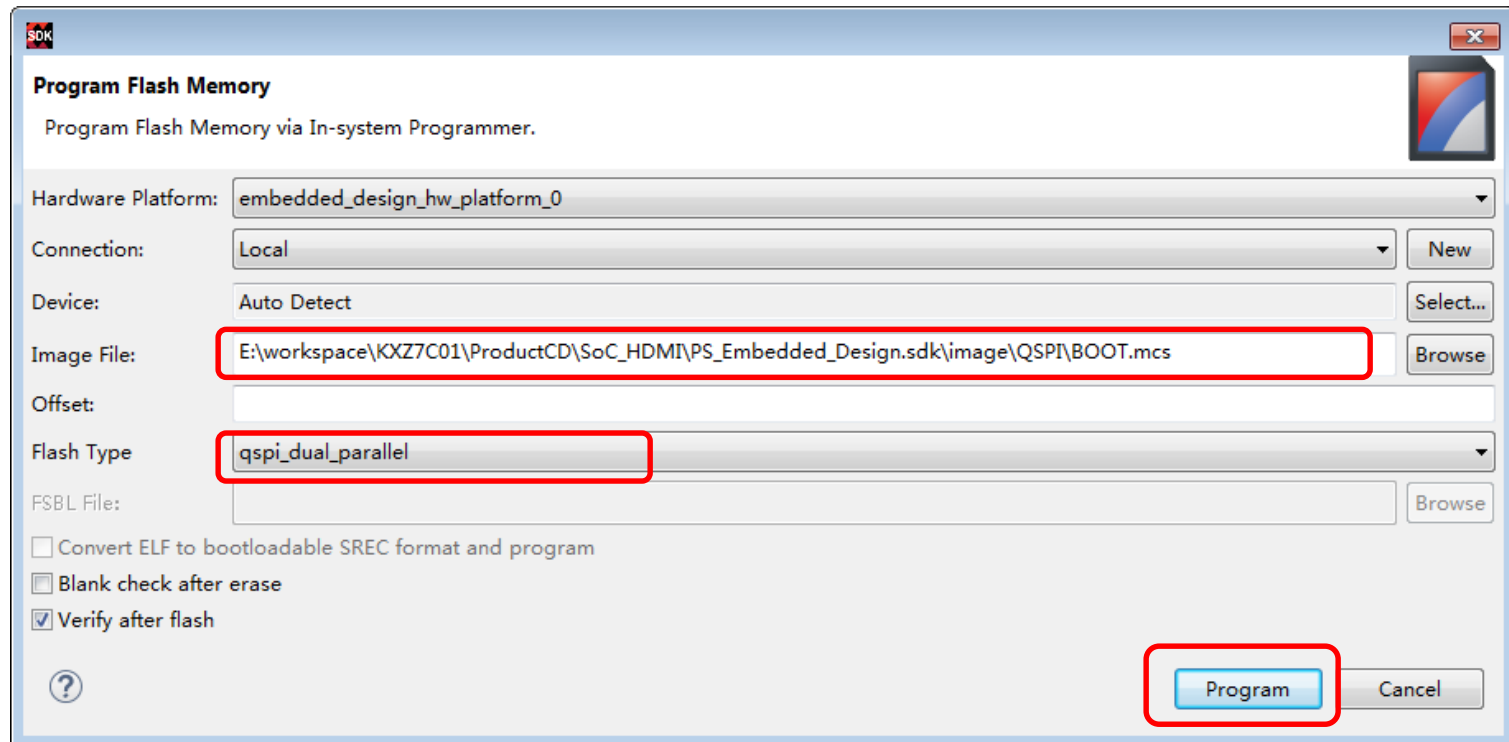 SDK
Program Flash Memory
Program Flash Memory via In-system Programmer.
Hardware Platform: embedded_design_hw_platform_0
Connection: Local New
Device: Auto Detect Select...
Image File: E:\workspace\KXZ7C01\ProductCD\SoC_HDMI\PS_Embedded_Design.sdk\image\QSPI\BOOT.mcs Browse
Offset:
Flash Type qspi_dual_parallel
FSBL File: Browse
Convert ELF to bootloadable SREC format and program
Blank check after erase
Verify after flash
? Program Cancel